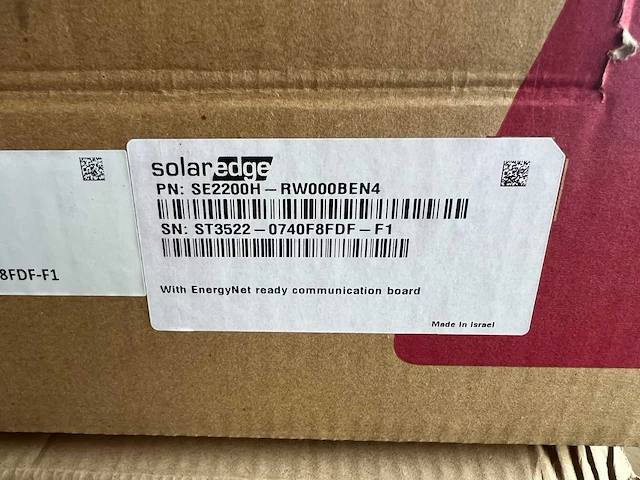 solaredge
PN: SE2200H-RW000BEN4
SN: ST3522-0740F8FDF-F1
8FDF-F1
With EnergyNet ready communication board
Made in Israel